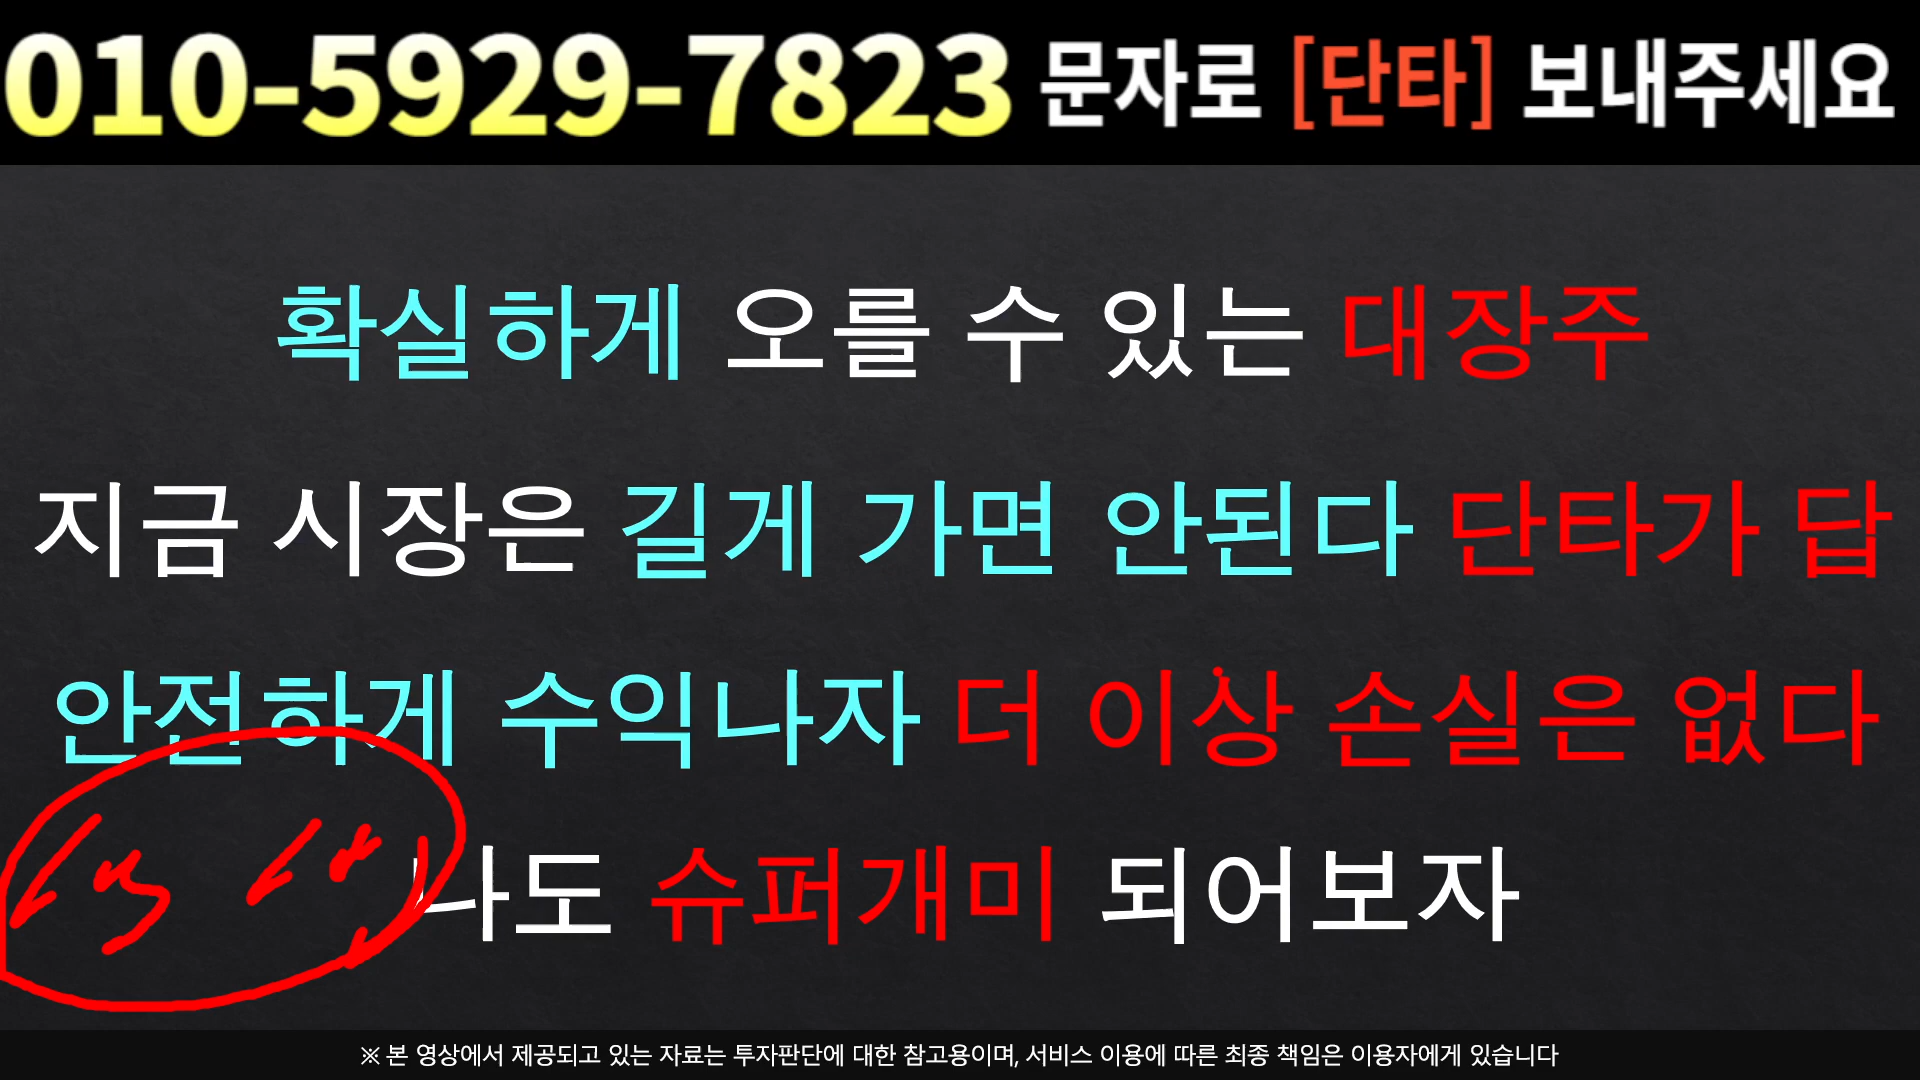 010-5929-7823 문자로 [단타] 보내주세요
확실하게 오를 수 있는 대장주
지금 시장은 길게 가면 안된다 단타가 답
안전하게 수익나자 더 이상 손실은 없다
나도 슈퍼개미 되어보자
※ 본 영상에서 제공되고 있는 자료는 투자판단에 대한 참고용이며, 서비스 이용에 따른 최종 책임은 이용자에게 있습니다